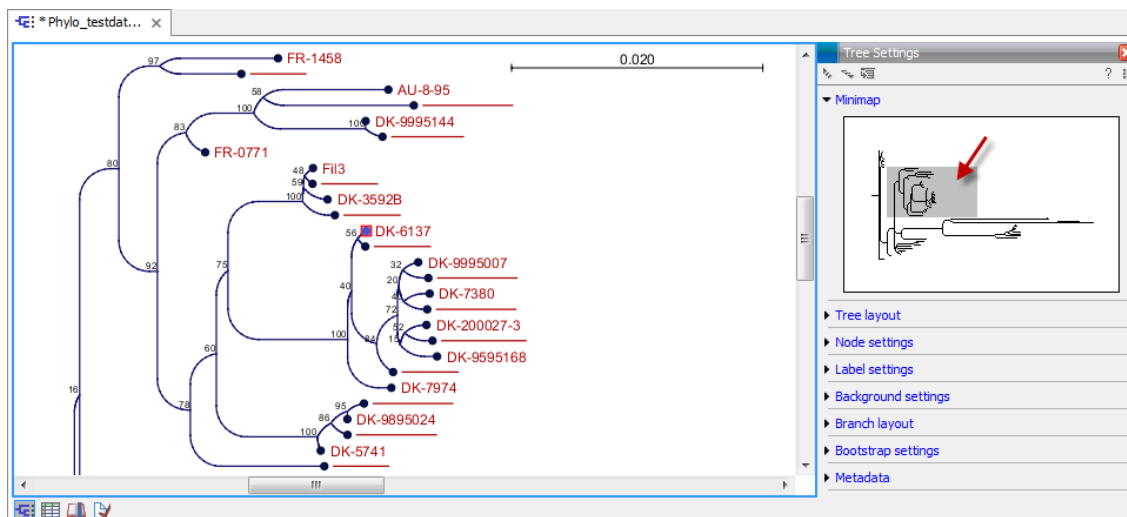 * Phylo_testdat...
Tree Settings
Minimap
Tree layout
Node settings
Label settings
Background settings
Branch layout
Bootstrap settings
Metadata
0.020
97
FR-1458
58
AU-8-95
100
100
DK-9995144
83
FR-0771
80
48
Fil3
59
DK-3592B
100
56
DK-6137
92
75
32
DK-9995007
20
40
4
DK-7380
72
52
DK-200027-3
100
84
15
DK-9595168
60
DK-7974
16
78
95
86
DK-9895024
100
DK-5741